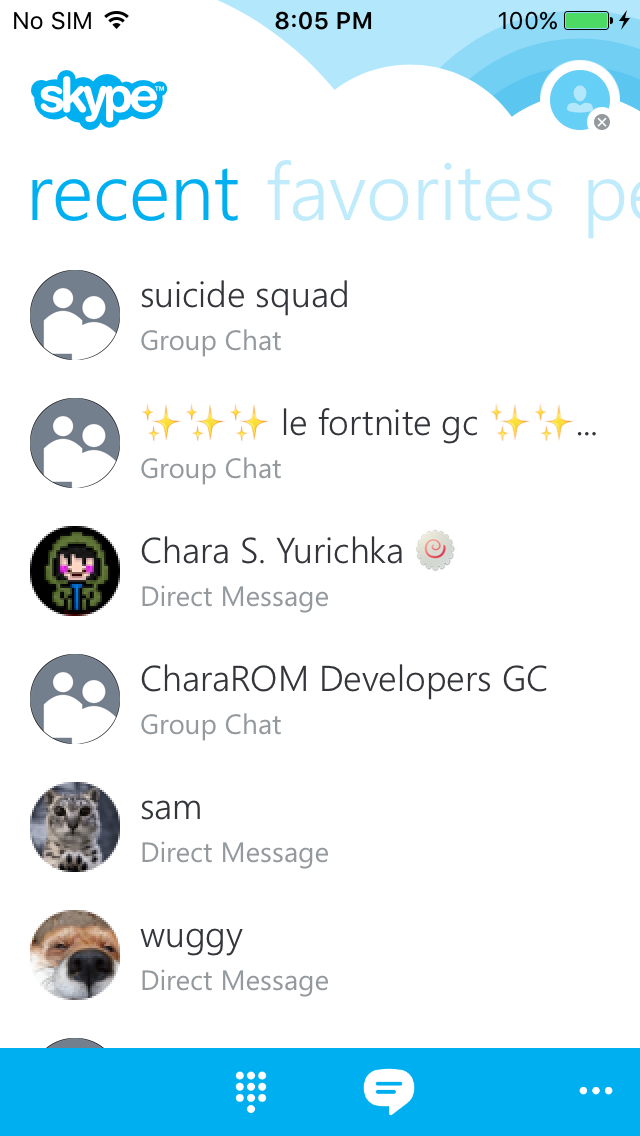 No SIM 8:05 PM 100%
skype™
recent favorites pe
suicide squad
Group Chat
✨✨✨ le fortnite gc ✨✨...
Group Chat
Chara S. Yurichka 🍥
Direct Message
CharaROM Developers GC
Group Chat
sam
Direct Message
wuggy
Direct Message